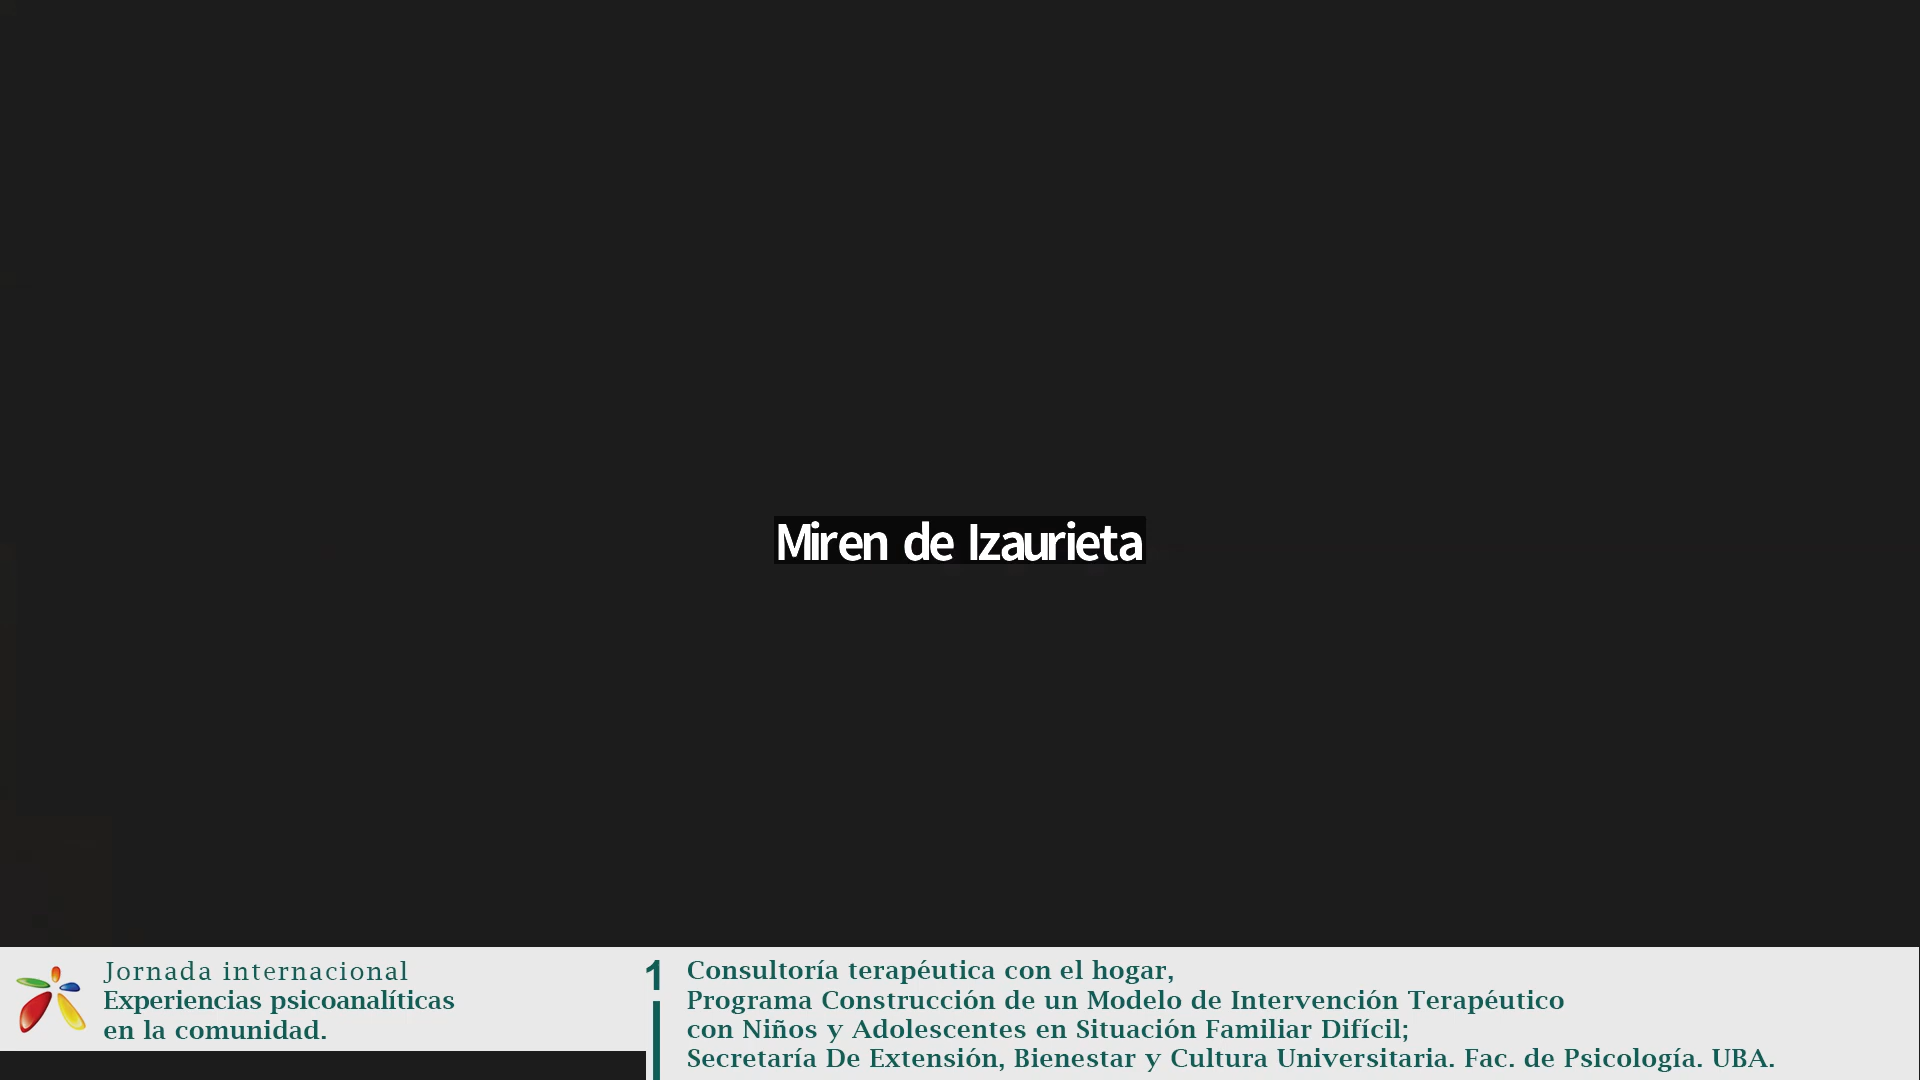 Miren de Izaurieta
Jornada internacional
Experiencias psicoanalíticas
en la comunidad.
1
Consultoría terapéutica con el hogar,
Programa Construcción de un Modelo de Intervención Terapéutico
con Niños y Adolescentes en Situación Familiar Difícil;
Secretaría De Extensión, Bienestar y Cultura Universitaria. Fac. de Psicología. UBA.